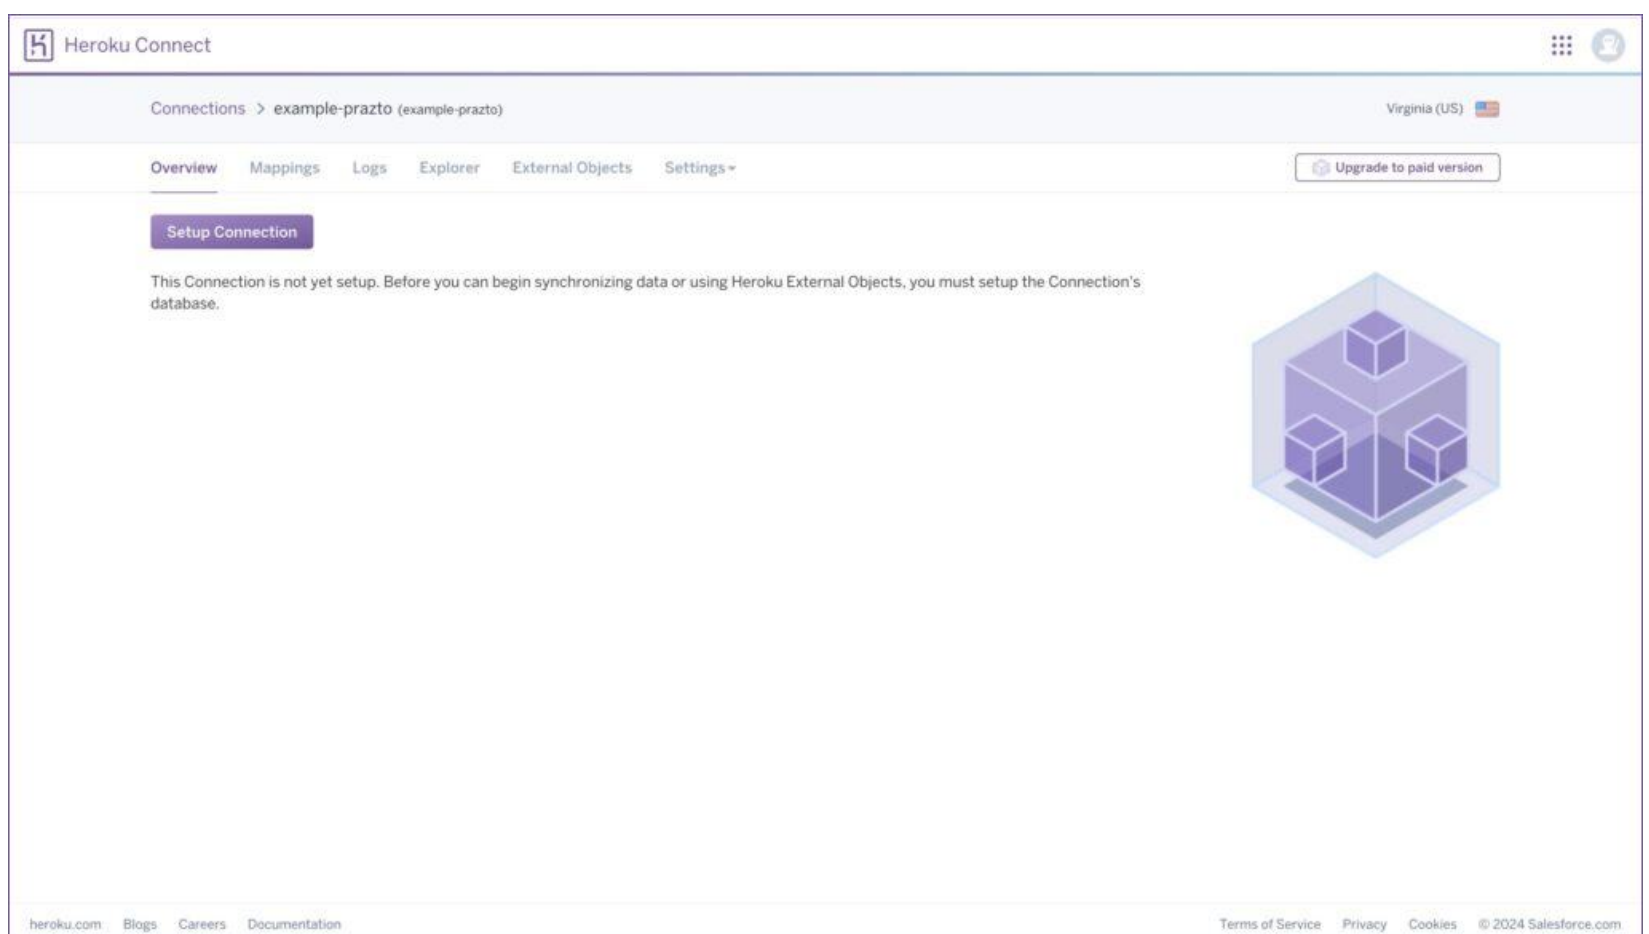 Heroku Connect
Connections > example-prazto (example-prazto)
Virginia (US)
Overview Mappings Logs Explorer External Objects Settings
Upgrade to paid version
Setup Connection
This Connection is not yet setup. Before you can begin synchronizing data or using Heroku External Objects, you must setup the Connection's
database.
heroku.com Blogs Careers Documentation
Terms of Service Privacy Cookies © 2024 Salesforce.com